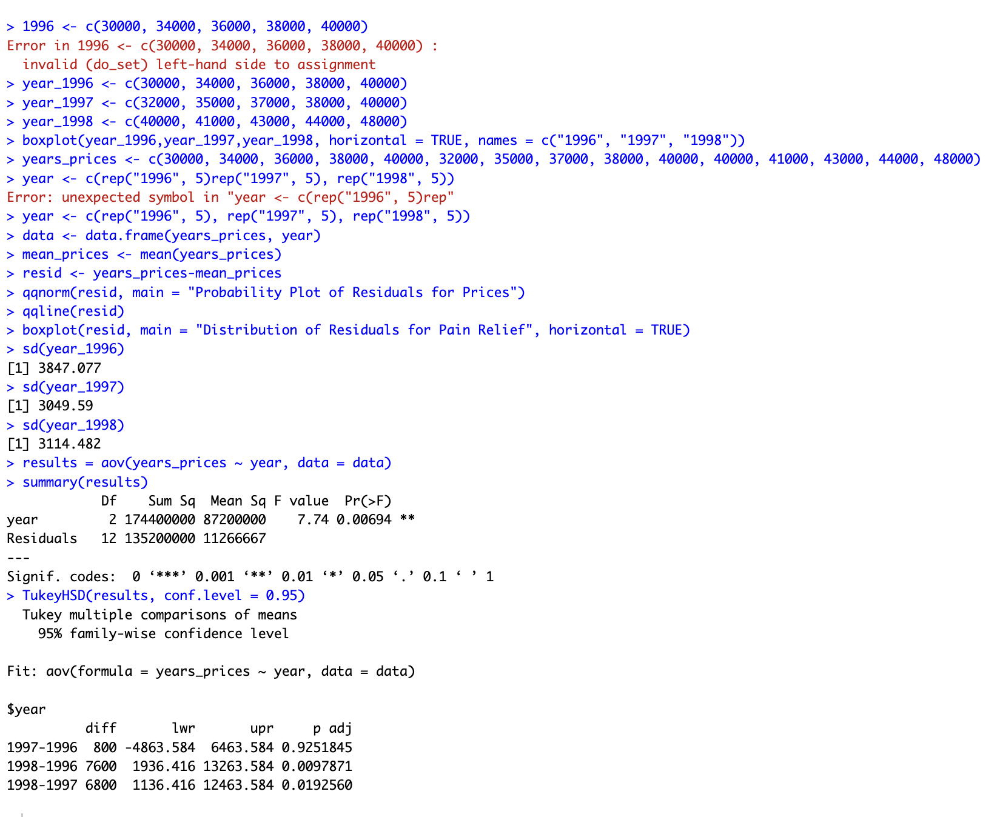 > 1996 <- c(30000, 34000, 36000, 38000, 40000)
Error in 1996 <- c(30000, 34000, 36000, 38000, 40000) :
  invalid (do_set) left-hand side to assignment
> year_1996 <- c(30000, 34000, 36000, 38000, 40000)
> year_1997 <- c(32000, 35000, 37000, 38000, 40000)
> year_1998 <- c(40000, 41000, 43000, 44000, 48000)
> boxplot(year_1996,year_1997,year_1998, horizontal = TRUE, names = c("1996", "1997", "1998"))
> years_prices <- c(30000, 34000, 36000, 38000, 40000, 32000, 35000, 37000, 38000, 40000, 40000, 41000, 43000, 44000, 48000)
> year <- c(rep("1996", 5)rep("1997", 5), rep("1998", 5))
Error: unexpected symbol in "year <- c(rep("1996", 5)rep"
> year <- c(rep("1996", 5), rep("1997", 5), rep("1998", 5))
> data <- data.frame(years_prices, year)
> mean_prices <- mean(years_prices)
> resid <- years_prices-mean_prices
> qqnorm(resid, main = "Probability Plot of Residuals for Prices")
> qqline(resid)
> boxplot(resid, main = "Distribution of Residuals for Pain Relief", horizontal = TRUE)
> sd(year_1996)
[1] 3847.077
> sd(year_1997)
[1] 3049.59
> sd(year_1998)
[1] 3114.482
> results = aov(years_prices ~ year, data = data)
> summary(results)
            Df    Sum Sq  Mean Sq F value  Pr(>F)
year         2 174400000 87200000    7.74 0.00694 **
Residuals   12 135200000 11266667
---
Signif. codes:  0 ‘***’ 0.001 ‘**’ 0.01 ‘*’ 0.05 ‘.’ 0.1 ‘ ’ 1
> TukeyHSD(results, conf.level = 0.95)
  Tukey multiple comparisons of means
    95% family-wise confidence level
Fit: aov(formula = years_prices ~ year, data = data)
$year
          diff       lwr       upr     p adj
1997-1996  800 -4863.584  6463.584 0.9251845
1998-1996 7600  1936.416 13263.584 0.0097871
1998-1997 6800  1136.416 12463.584 0.0192560